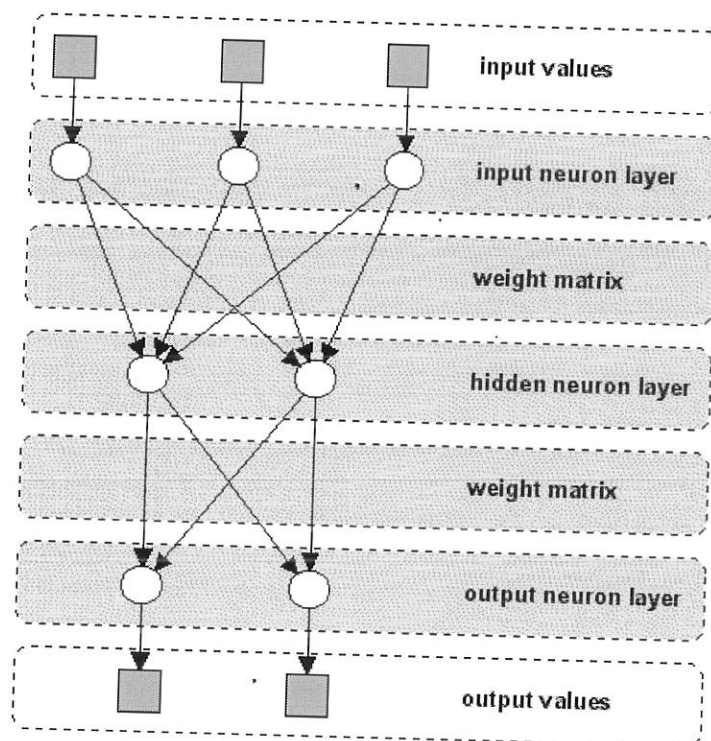 input values
input neuron layer
weight matrix
hidden neuron layer
weight matrix
output neuron layer
output values